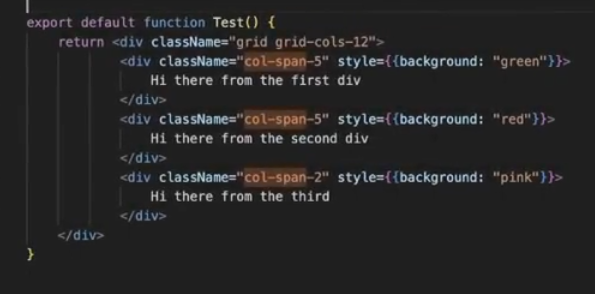 export default function Test() {
    return <div className="grid grid-cols-12">
            <div className="col-span-5" style={{background: "green"}}>
                Hi there from the first div
            </div>
            <div className="col-span-5" style={{background: "red"}}>
                Hi there from the second div
            </div>
            <div className="col-span-2" style={{background: "pink"}}>
                Hi there from the third
            </div>
    </div>
}